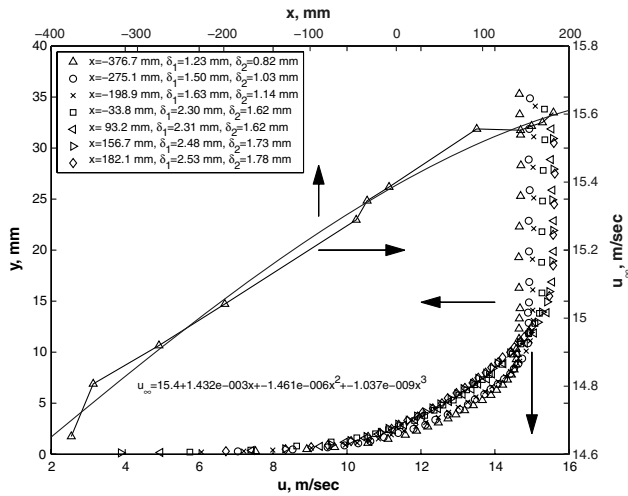 x, mm
−400 −300 −200 −100 0 100 200
40 15.8
x=−376.7 mm, δ1=1.23 mm, δ2=0.82 mm
x=−275.1 mm, δ1=1.50 mm, δ2=1.03 mm
x=−198.9 mm, δ1=1.63 mm, δ2=1.14 mm
x=−33.8 mm, δ1=2.30 mm, δ2=1.62 mm
x= 93.2 mm, δ1=2.31 mm, δ2=1.62 mm
x=156.7 mm, δ1=2.48 mm, δ2=1.73 mm
x=182.1 mm, δ1=2.53 mm, δ2=1.78 mm
35
15.6
30
15.4
25
y, mm
20 15.2
u∞, m/sec
15
15
10
14.8
u∞=15.4+1.432e−003x+−1.461e−006x2+−1.037e−009x3
5
0 14.6
2 4 6 8 10 12 14 16
u, m/sec